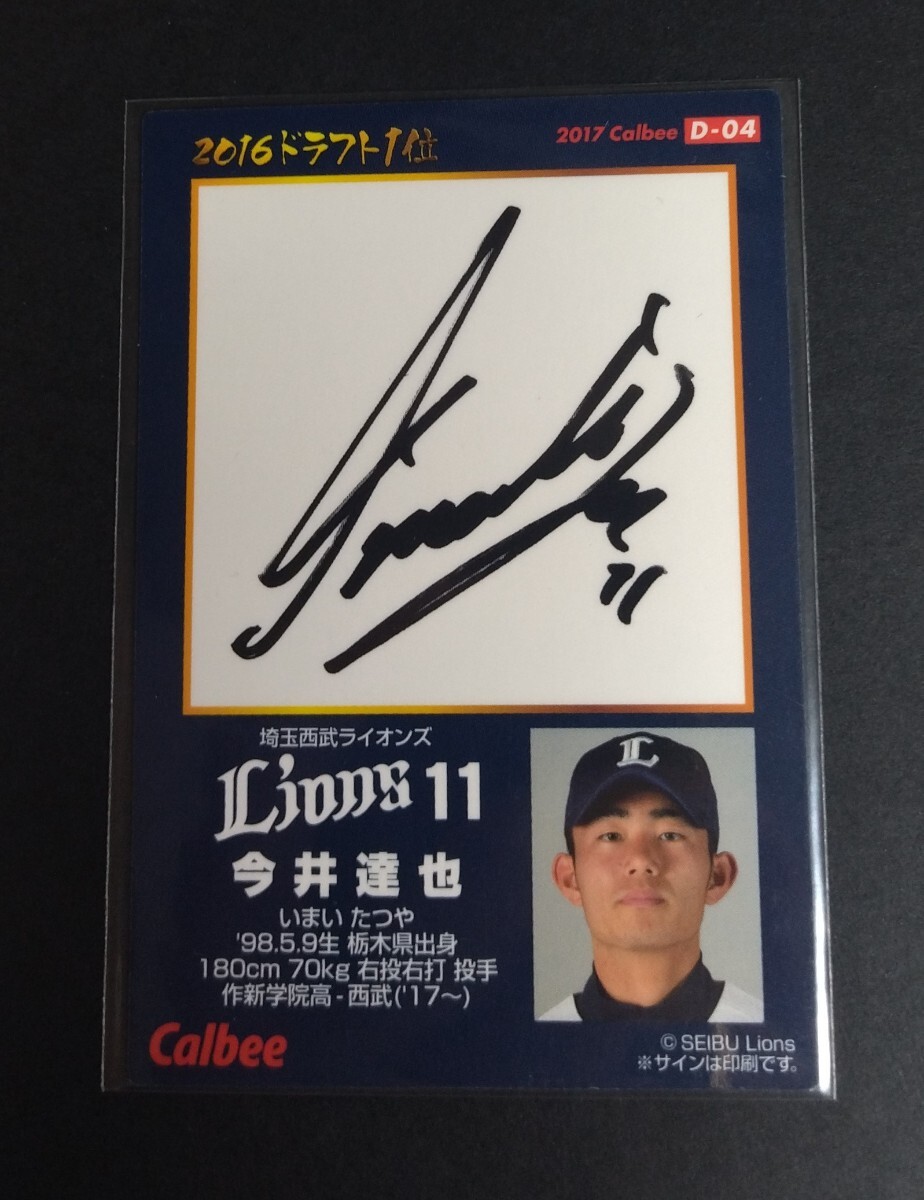 2016ドラフト1位
2017 Calbee D-04
11
埼玉西武ライオンズ
Lions 11
今井達也
いまい たつや
'98.5.9生 栃木県出身
180cm 70kg 右投右打 投手
作新学院高-西武('17〜)
L
Calbee
© SEIBU Lions
※サインは印刷です。